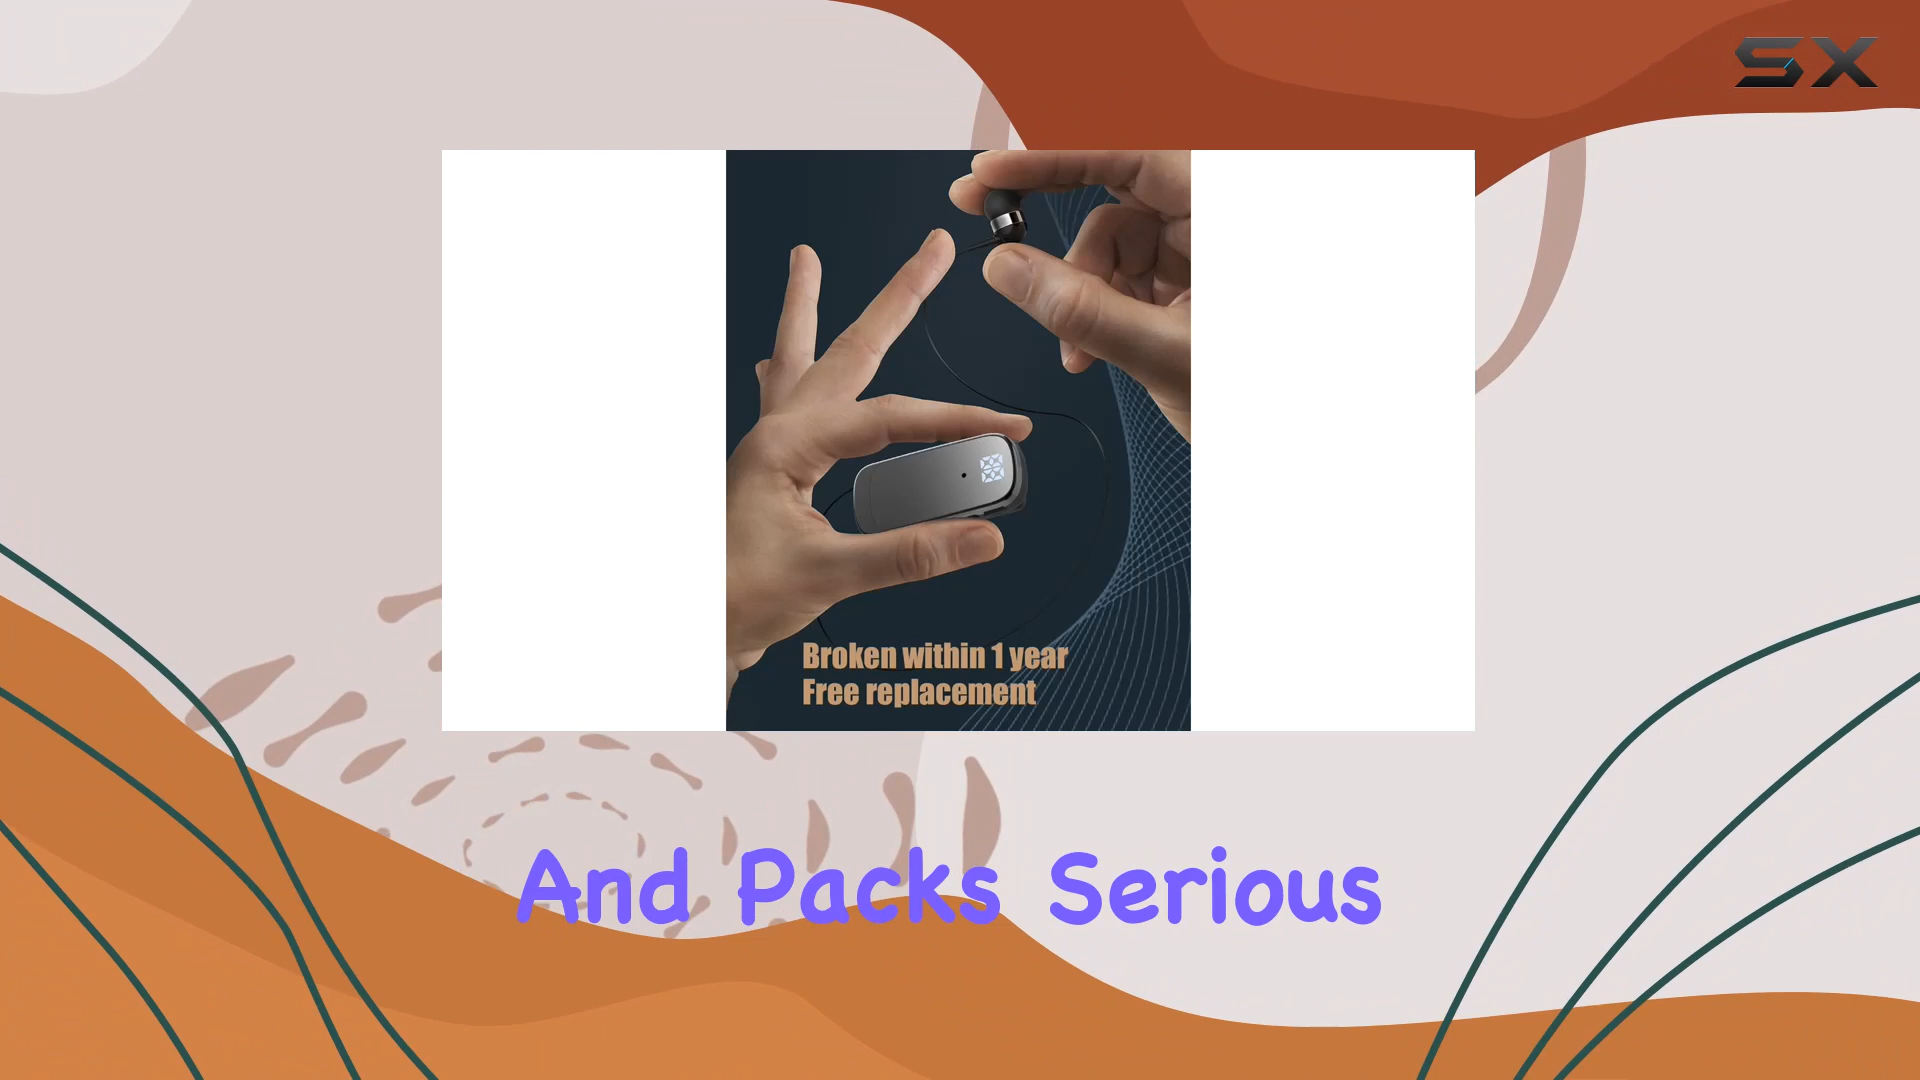 SX
Broken within 1 year
Free replacement
And Packs Serious